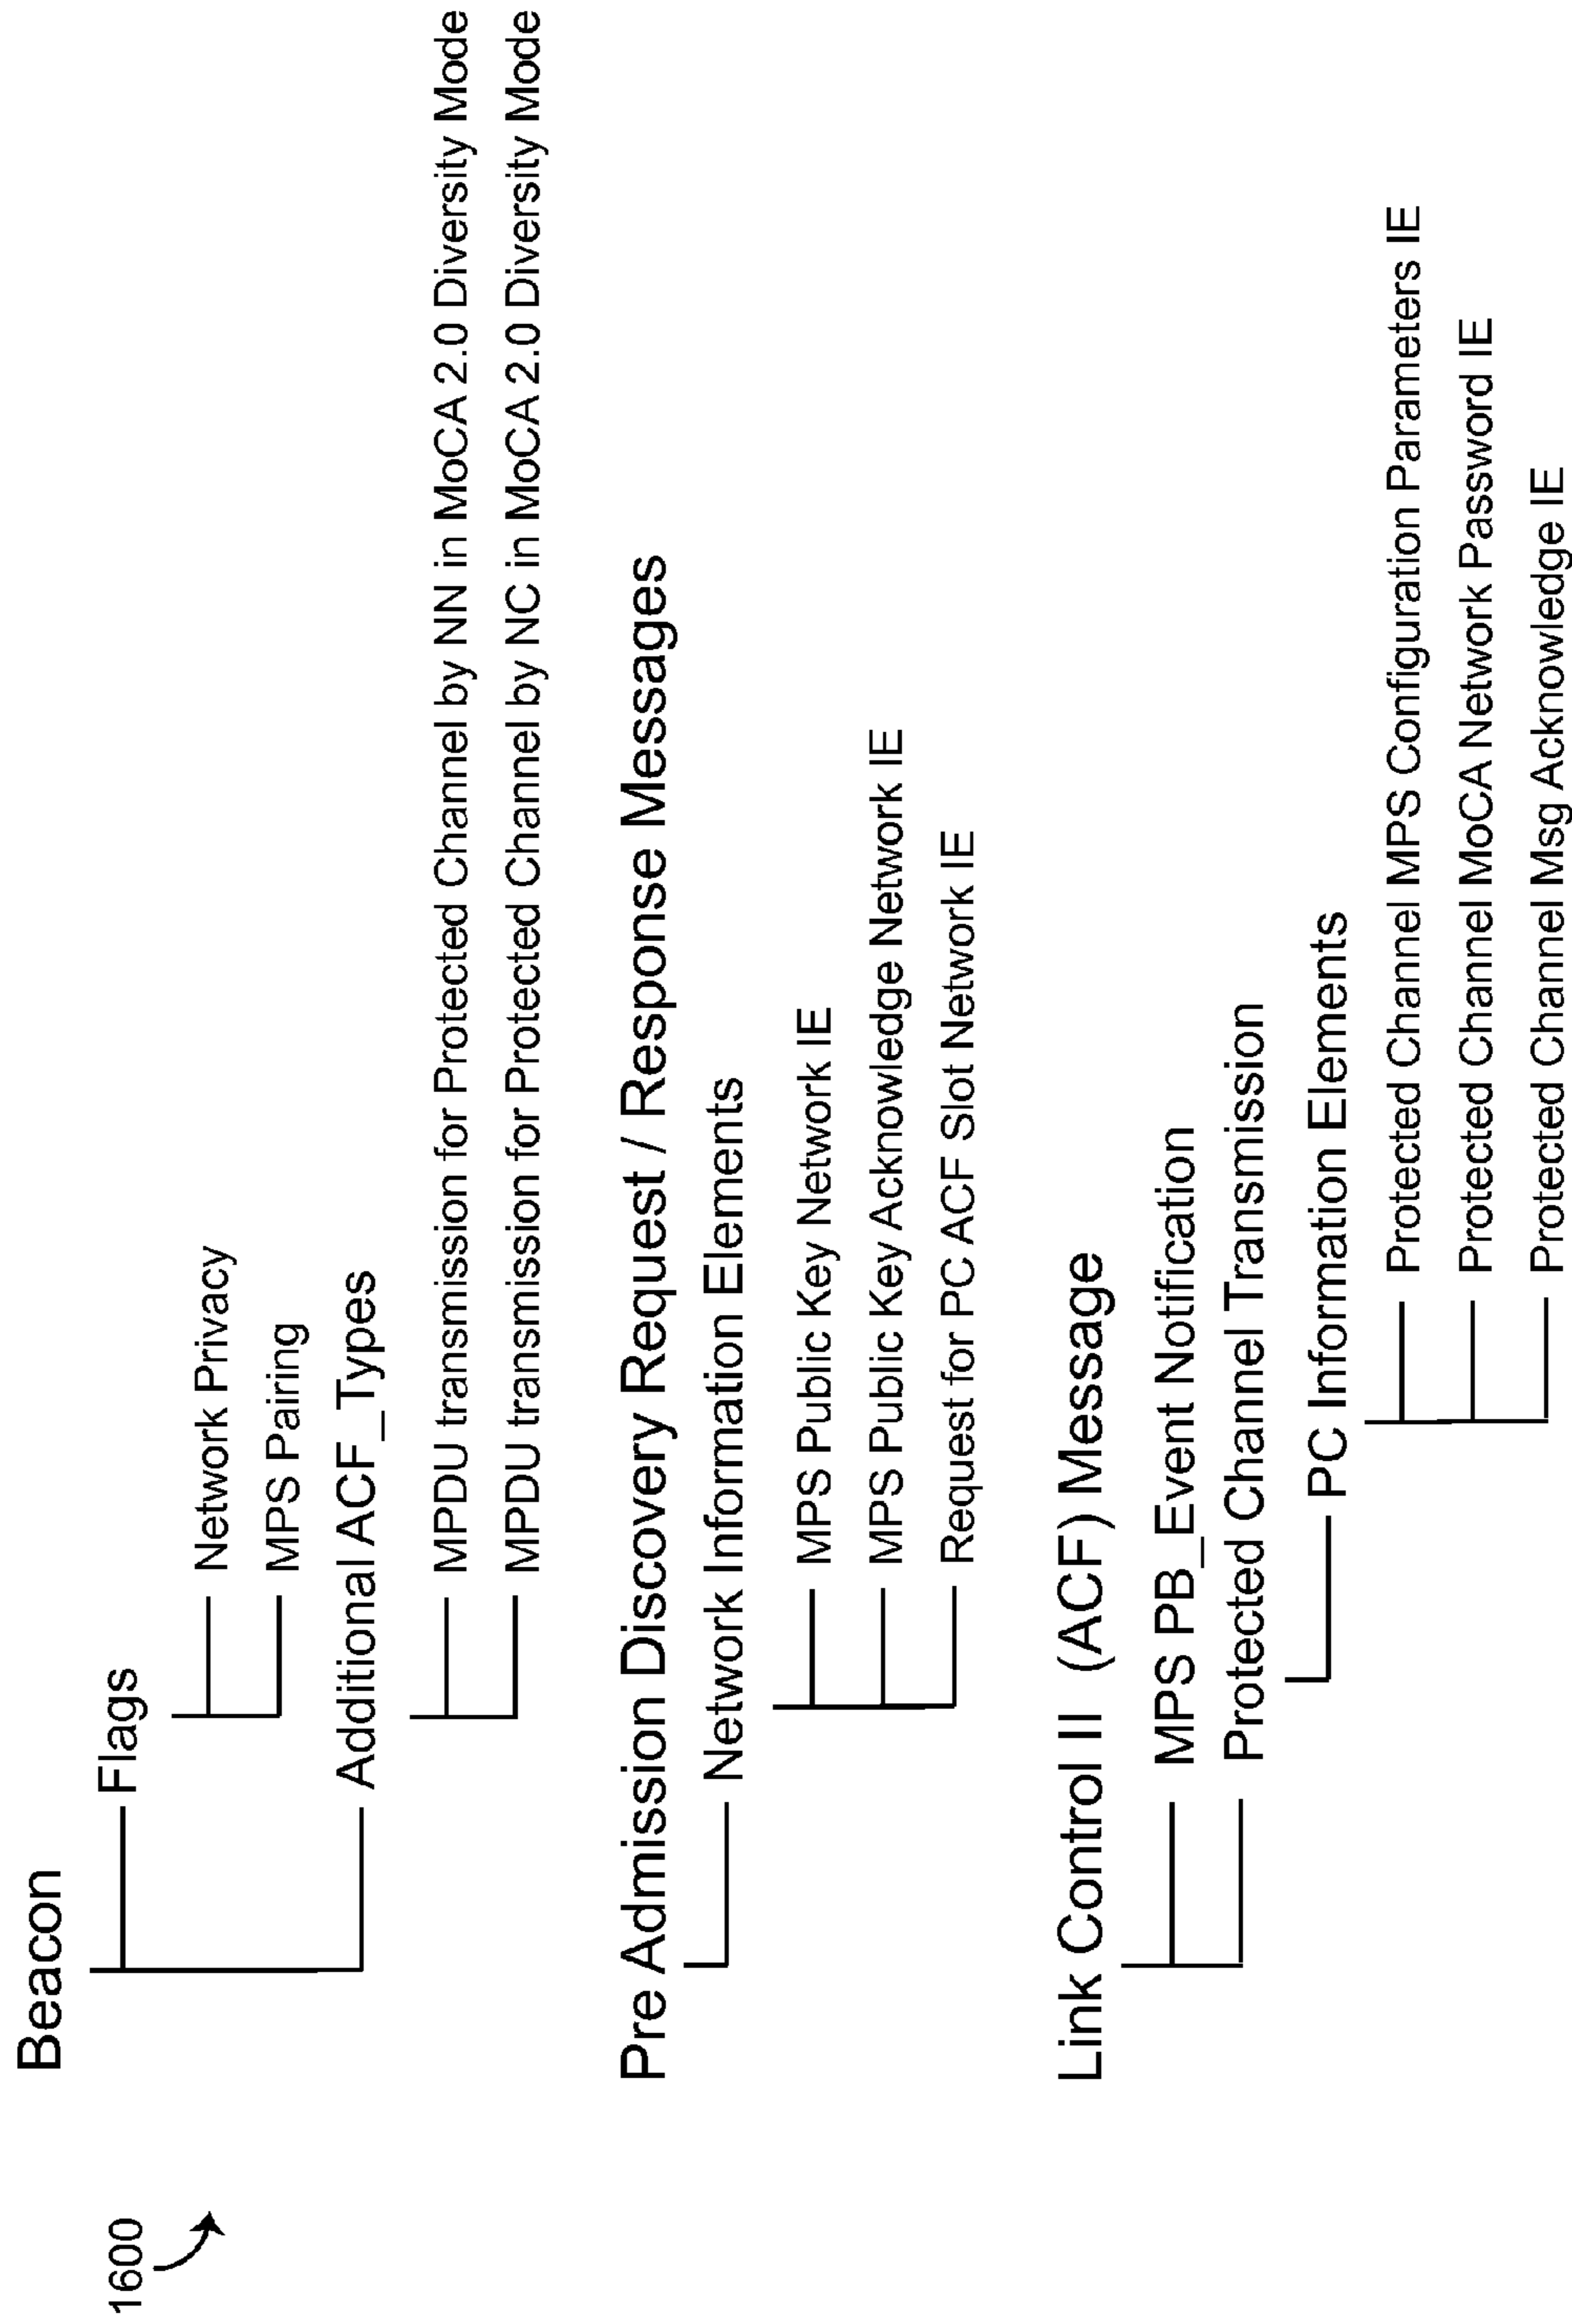 1600
Beacon
Flags
Network Privacy
MPS Pairing
Additional ACF_Types
MPDU transmission for Protected Channel by NN in MoCA 2.0 Diversity Mode
MPDU transmission for Protected Channel by NC in MoCA 2.0 Diversity Mode
Pre Admission Discovery Request / Response Messages
Network Information Elements
MPS Public Key Network IE
MPS Public Key Acknowledge Network IE
Request for PC ACF Slot Network IE
Link Control II (ACF) Message
MPS PB_Event Notification
Protected Channel Transmission
PC Information Elements
Protected Channel MPS Configuration Parameters IE
Protected Channel MoCA Network Password IE
Protected Channel Msg Acknowledge IE